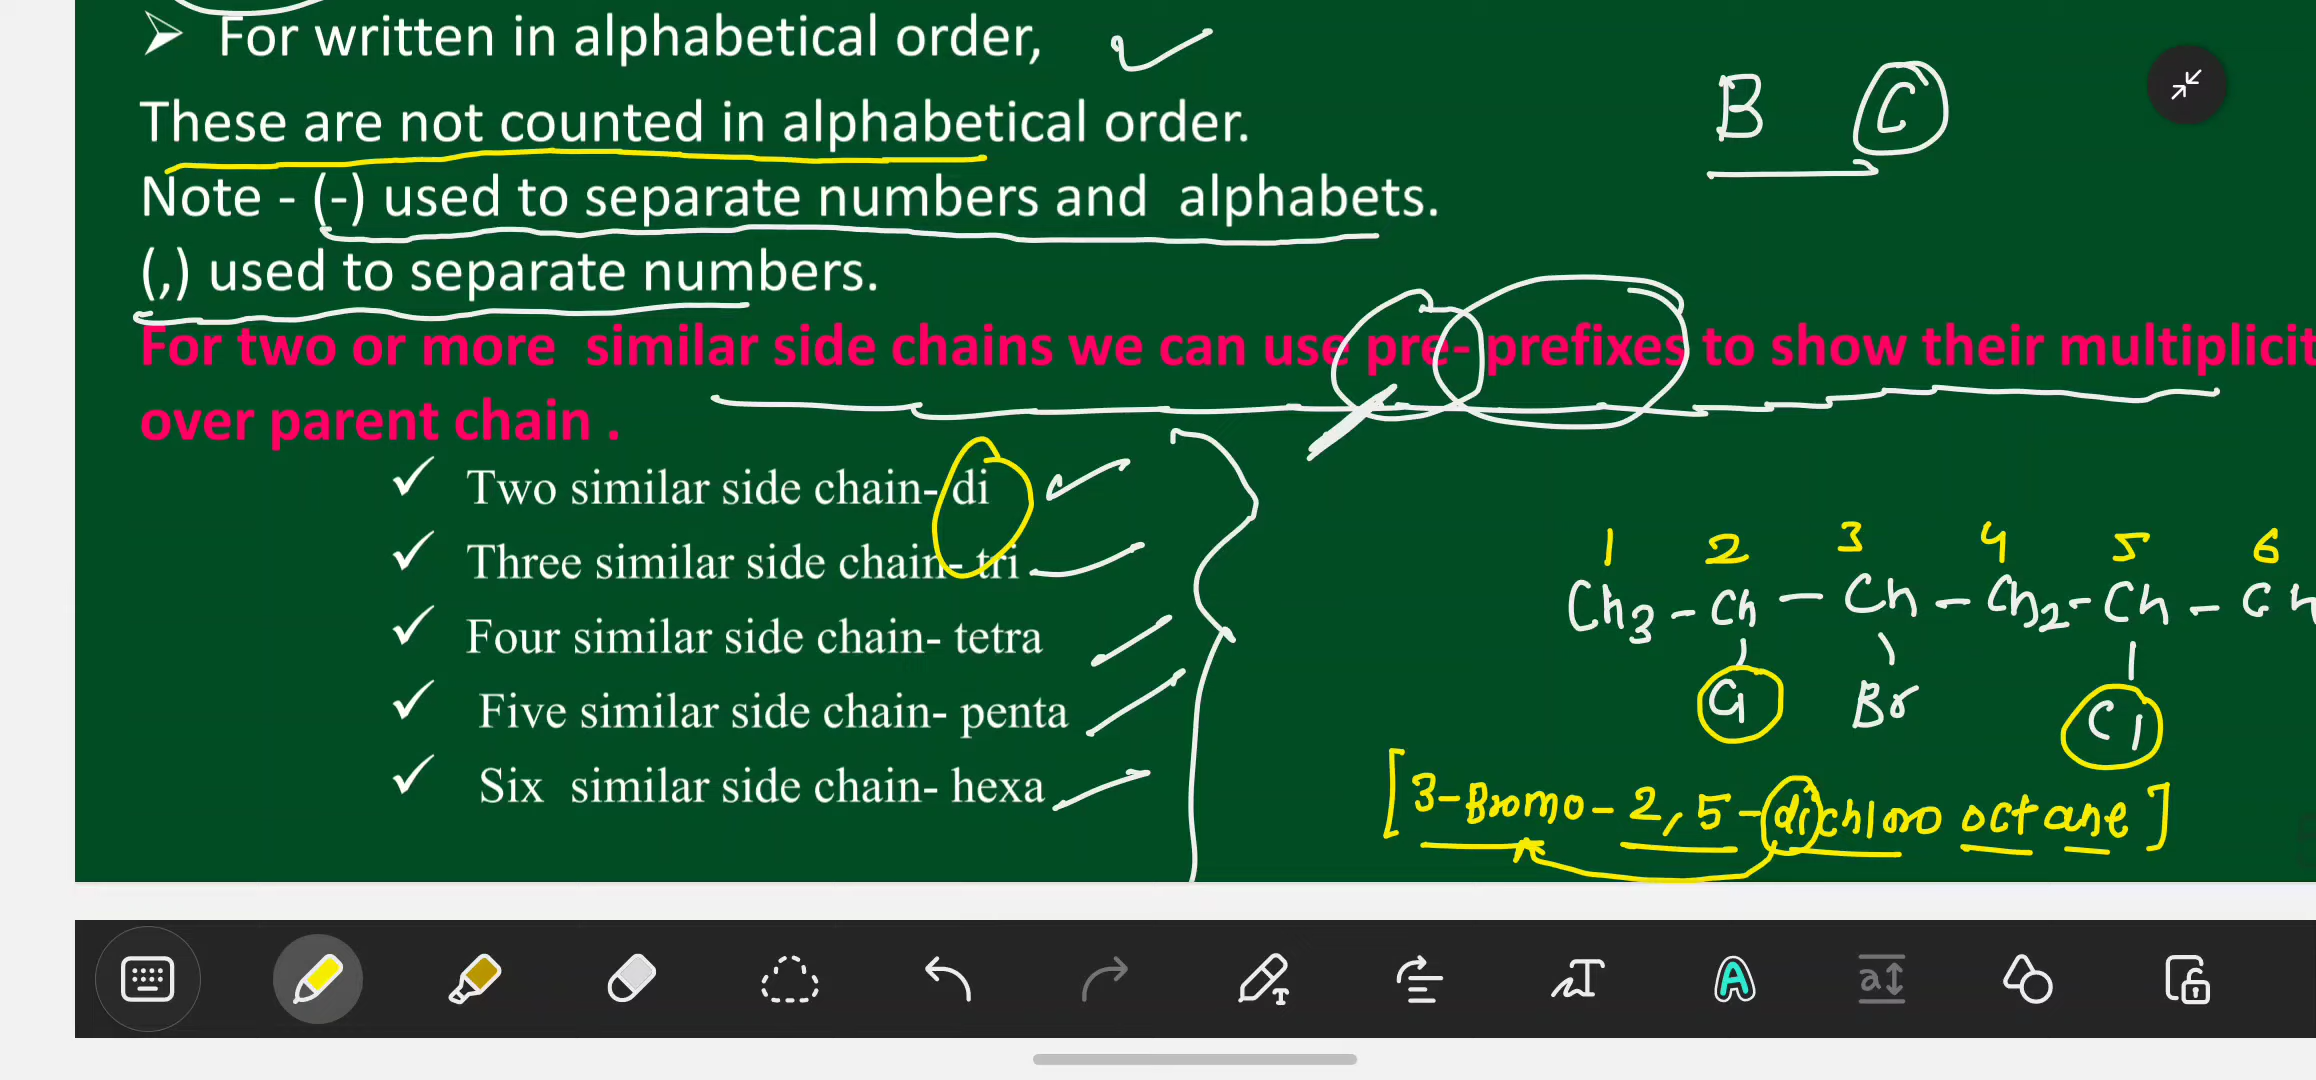 ➤ For written in alphabetical order,
These are not counted in alphabetical order.
Note - (-) used to separate numbers and alphabets.
(,) used to separate numbers.
For two or more similar side chains we can use pre- prefixes to show their multiplicit
over parent chain .
✓ Two similar side chain- di
✓ Three similar side chain- tri
✓ Four similar side chain- tetra
✓ Five similar side chain- penta
✓ Six similar side chain- hexa
B C
1 2 3 4 5 6
Ch3 - Ch - Ch - Ch2 - Ch - Ch
Cl Br Cl
[3-Bromo-2,5-dichloro octane]